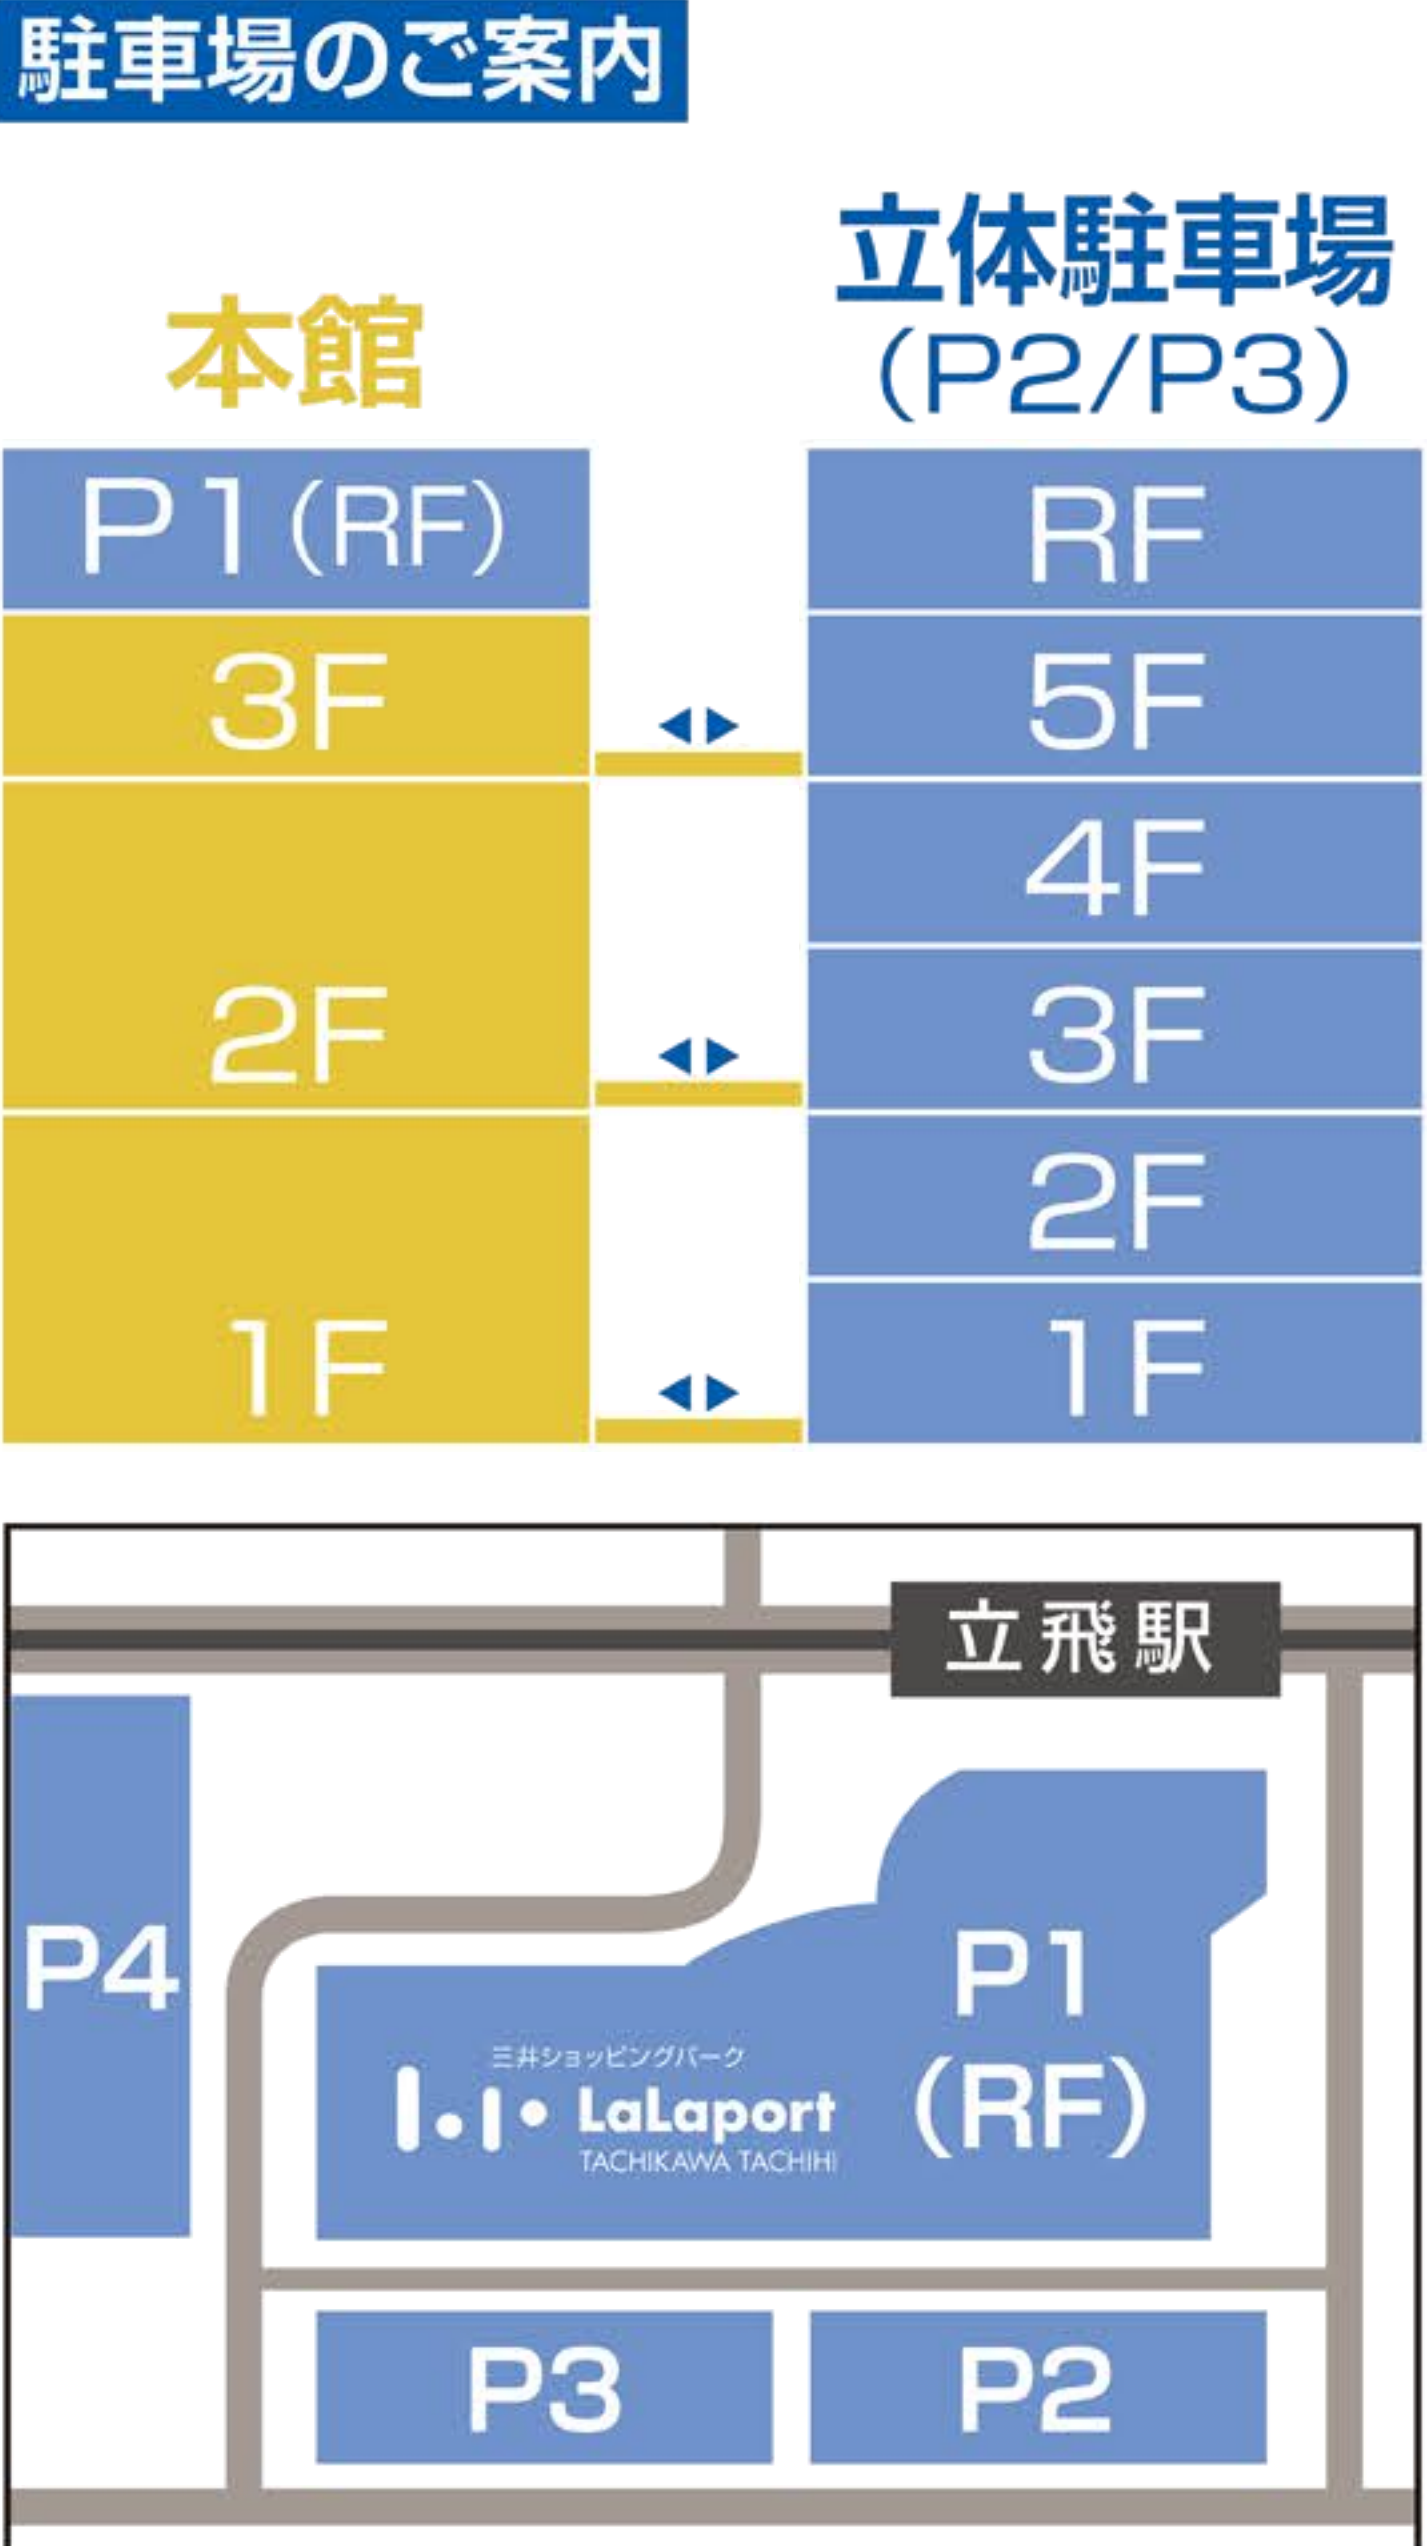 駐車場のご案内
本館
立体駐車場
(P2/P3)
P1(RF)
3F
2F
1F
RF
5F
4F
3F
2F
1F
立飛駅
P4
P1
(RF)
三井ショッピングパーク
LaLaport
TACHIKAWA TACHIHI
P3
P2